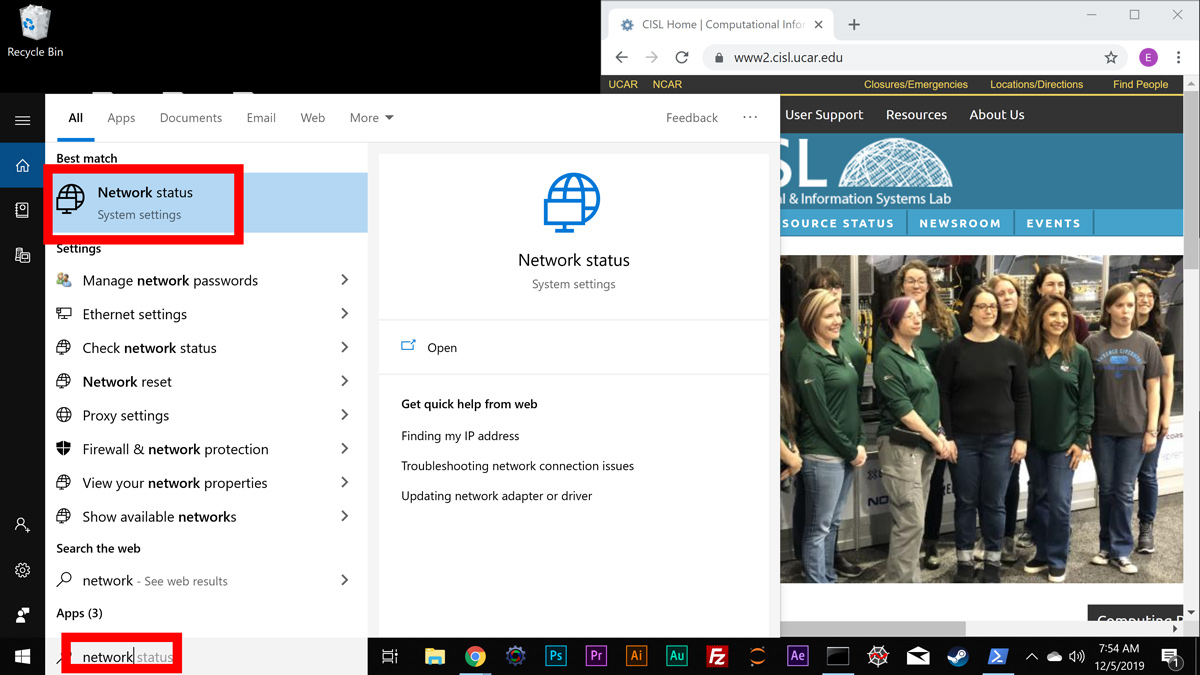 Recycle Bin
CISL Home | Computational Infor
www2.cisl.ucar.edu
E
UCAR NCAR Closures/Emergencies Locations/Directions Find People
User Support Resources About Us
SL
l & Information Systems Lab
SOURCE STATUS NEWSROOM EVENTS
All Apps Documents Email Web More Feedback ...
Best match
Network status
System settings
Settings
Manage network passwords
Ethernet settings
Check network status
Network reset
Proxy settings
Firewall & network protection
View your network properties
Show available networks
Search the web
network - See web results
Apps (3)
network status
Network status
System settings
Open
Get quick help from web
Finding my IP address
Troubleshooting network connection issues
Updating network adapter or driver
Computing
Ps Pr Ai Au Fz Ae
7:54 AM
12/5/2019
1